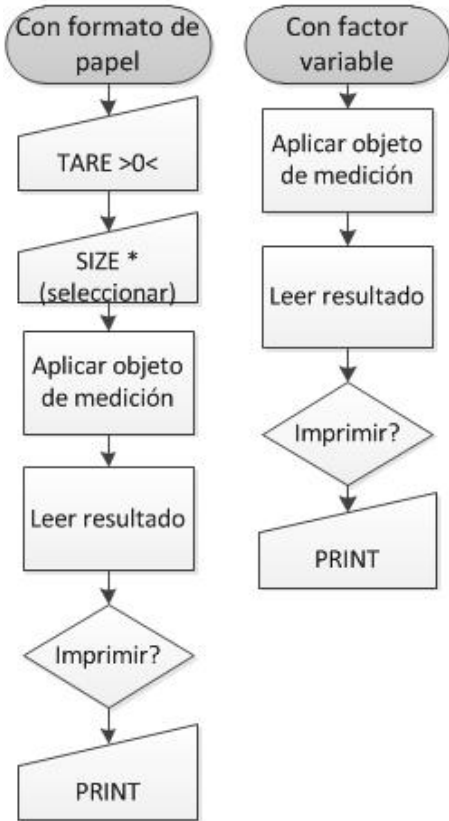 Con formato de
papel
TARE >0<
SIZE *
(seleccionar)
Aplicar objeto
de medición
Leer resultado
Imprimir?
PRINT
Con factor
variable
Aplicar objeto
de medición
Leer resultado
Imprimir?
PRINT